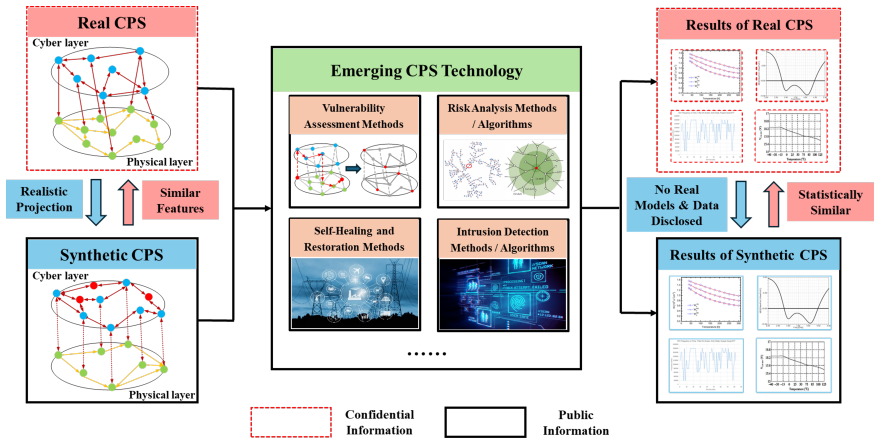 Real CPS
Cyber layer
Physical layer
Realistic
Projection
Similar
Features
Synthetic CPS
Cyber layer
Physical layer
Emerging CPS Technology
Vulnerability
Assessment Methods
Risk Analysis Methods
/ Algorithms
Self-Healing and
Restoration Methods
Intrusion Detection
Methods / Algorithms
......
Results of Real CPS
No Real
Models & Data
Disclosed
Statistically
Similar
Results of Synthetic CPS
Confidential
Information
Public
Information